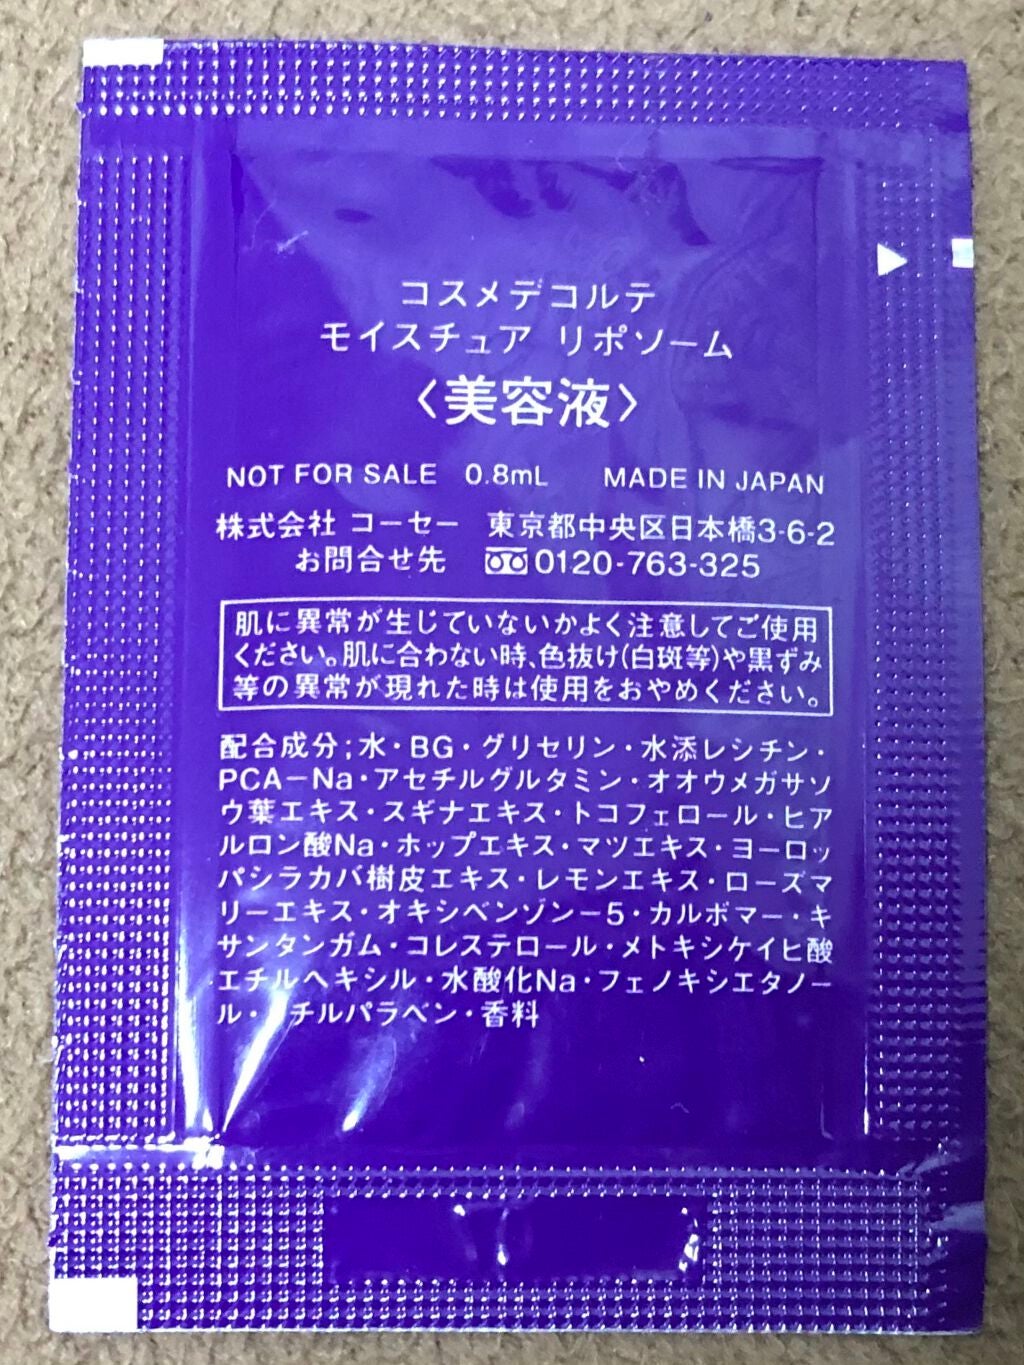 コスメデコルテ
モイスチュア リポソーム
〈美容液〉
NOT FOR SALE 0.8mL MADE IN JAPAN
株式会社 コーセー 東京都中央区日本橋3-6-2
お問合せ先 0120-763-325
肌に異常が生じていないかよく注意してご使用
ください。肌に合わない時、色抜け(白斑等)や黒ずみ
等の異常が現れた時は使用をおやめください。
配合成分;水・BG・グリセリン・水添レシチン・
PCA-Na・アセチルグルタミン・オオウメガサソ
ウ葉エキス・スギナエキス・トコフェロール・ヒア
ルロン酸Na・ホップエキス・マツエキス・ヨーロッ
パシラカバ樹皮エキス・レモンエキス・ローズマ
リーエキス・オキシベンゾン-5・カルボマー・キ
サンタンガム・コレステロール・メトキシケイヒ酸
エチルヘキシル・水酸化Na・フェノキシエタノー
ル・チルパラベン・香料